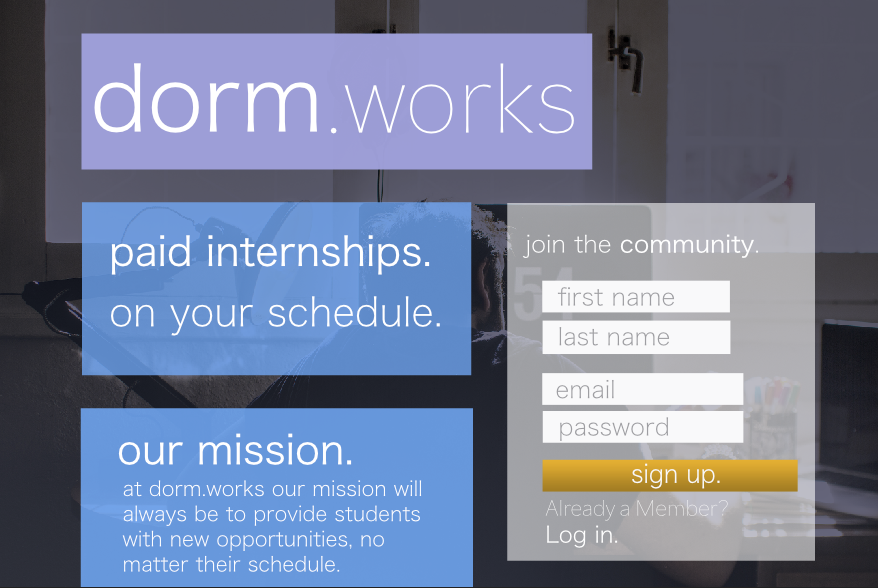 dorm.works
paid internships.
on your schedule.
our mission.
at dorm.works our mission will
always be to provide students
with new opportunities, no
matter their schedule.
join the community.
54
first name
last name
email
password
sign up.
Already a Member?
Log in.